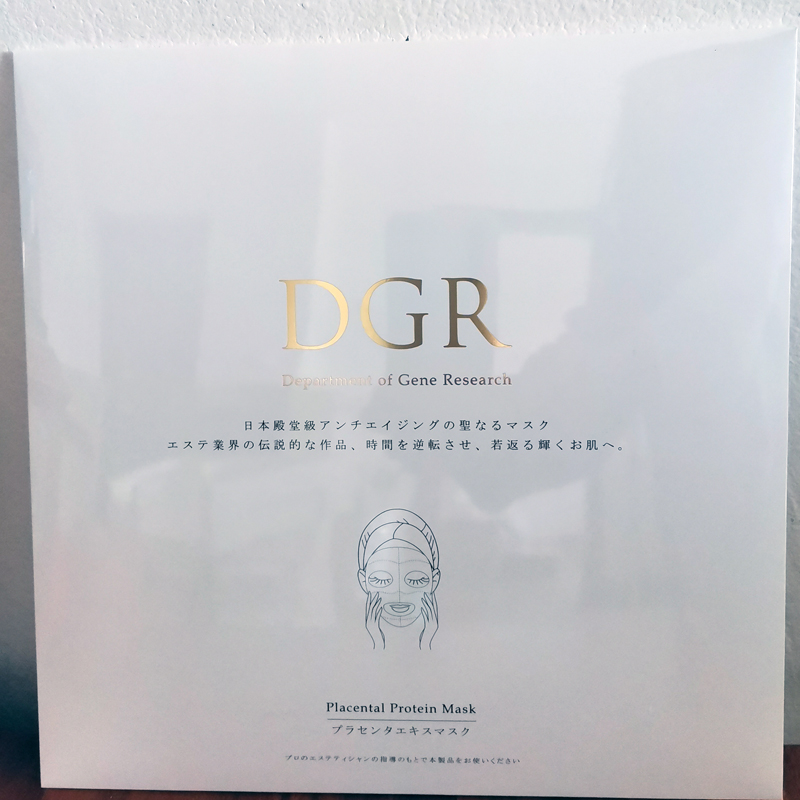 DGR
Department of Gene Research
日本殿堂級アンチエイジングの聖なるマスク
エステ業界の伝説的な作品、時間を逆転させ、若返る輝くお肌へ。
Placental Protein Mask
プラセンタエキスマスク
プロのエステティシャンの指導のもとで本製品をお使いください